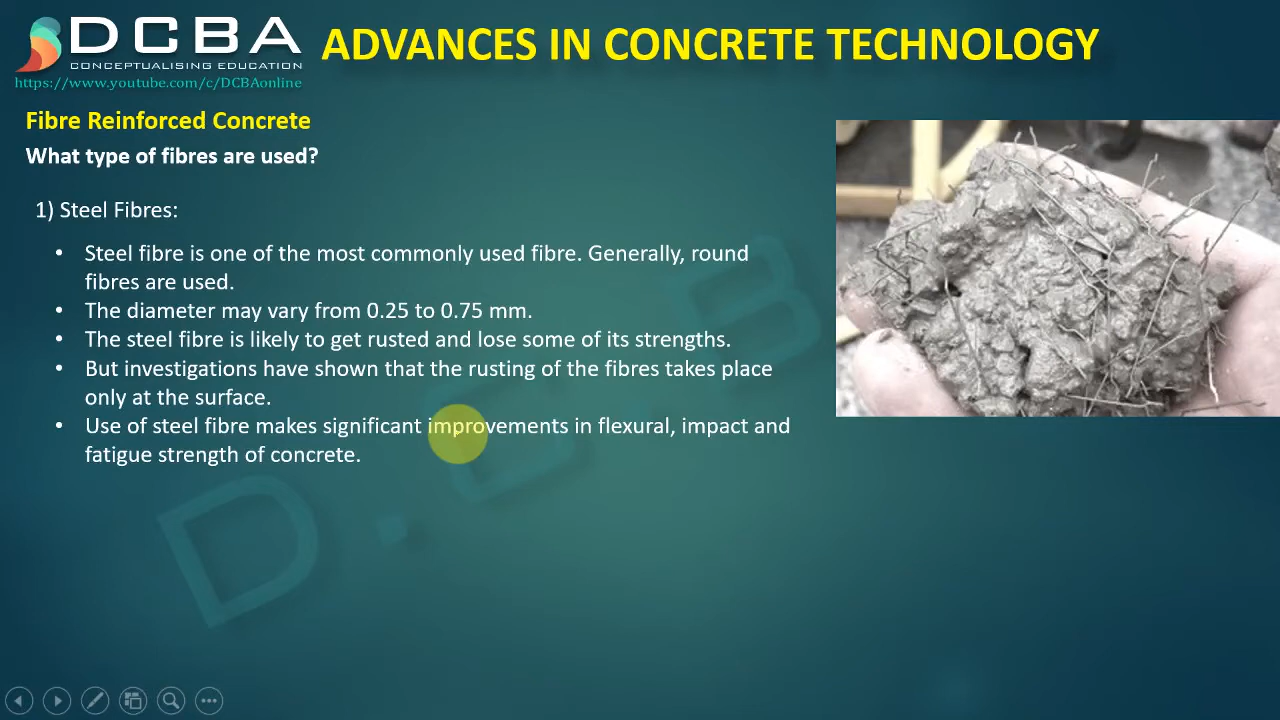 DCBA
CONCEPTUALISING EDUCATION
https://www.youtube.com/c/DCBAonline
ADVANCES IN CONCRETE TECHNOLOGY
Fibre Reinforced Concrete
What type of fibres are used?
1) Steel Fibres:
• Steel fibre is one of the most commonly used fibre. Generally, round
fibres are used.
• The diameter may vary from 0.25 to 0.75 mm.
• The steel fibre is likely to get rusted and lose some of its strengths.
• But investigations have shown that the rusting of the fibres takes place
only at the surface.
• Use of steel fibre makes significant improvements in flexural, impact and
fatigue strength of concrete.
D.C.B